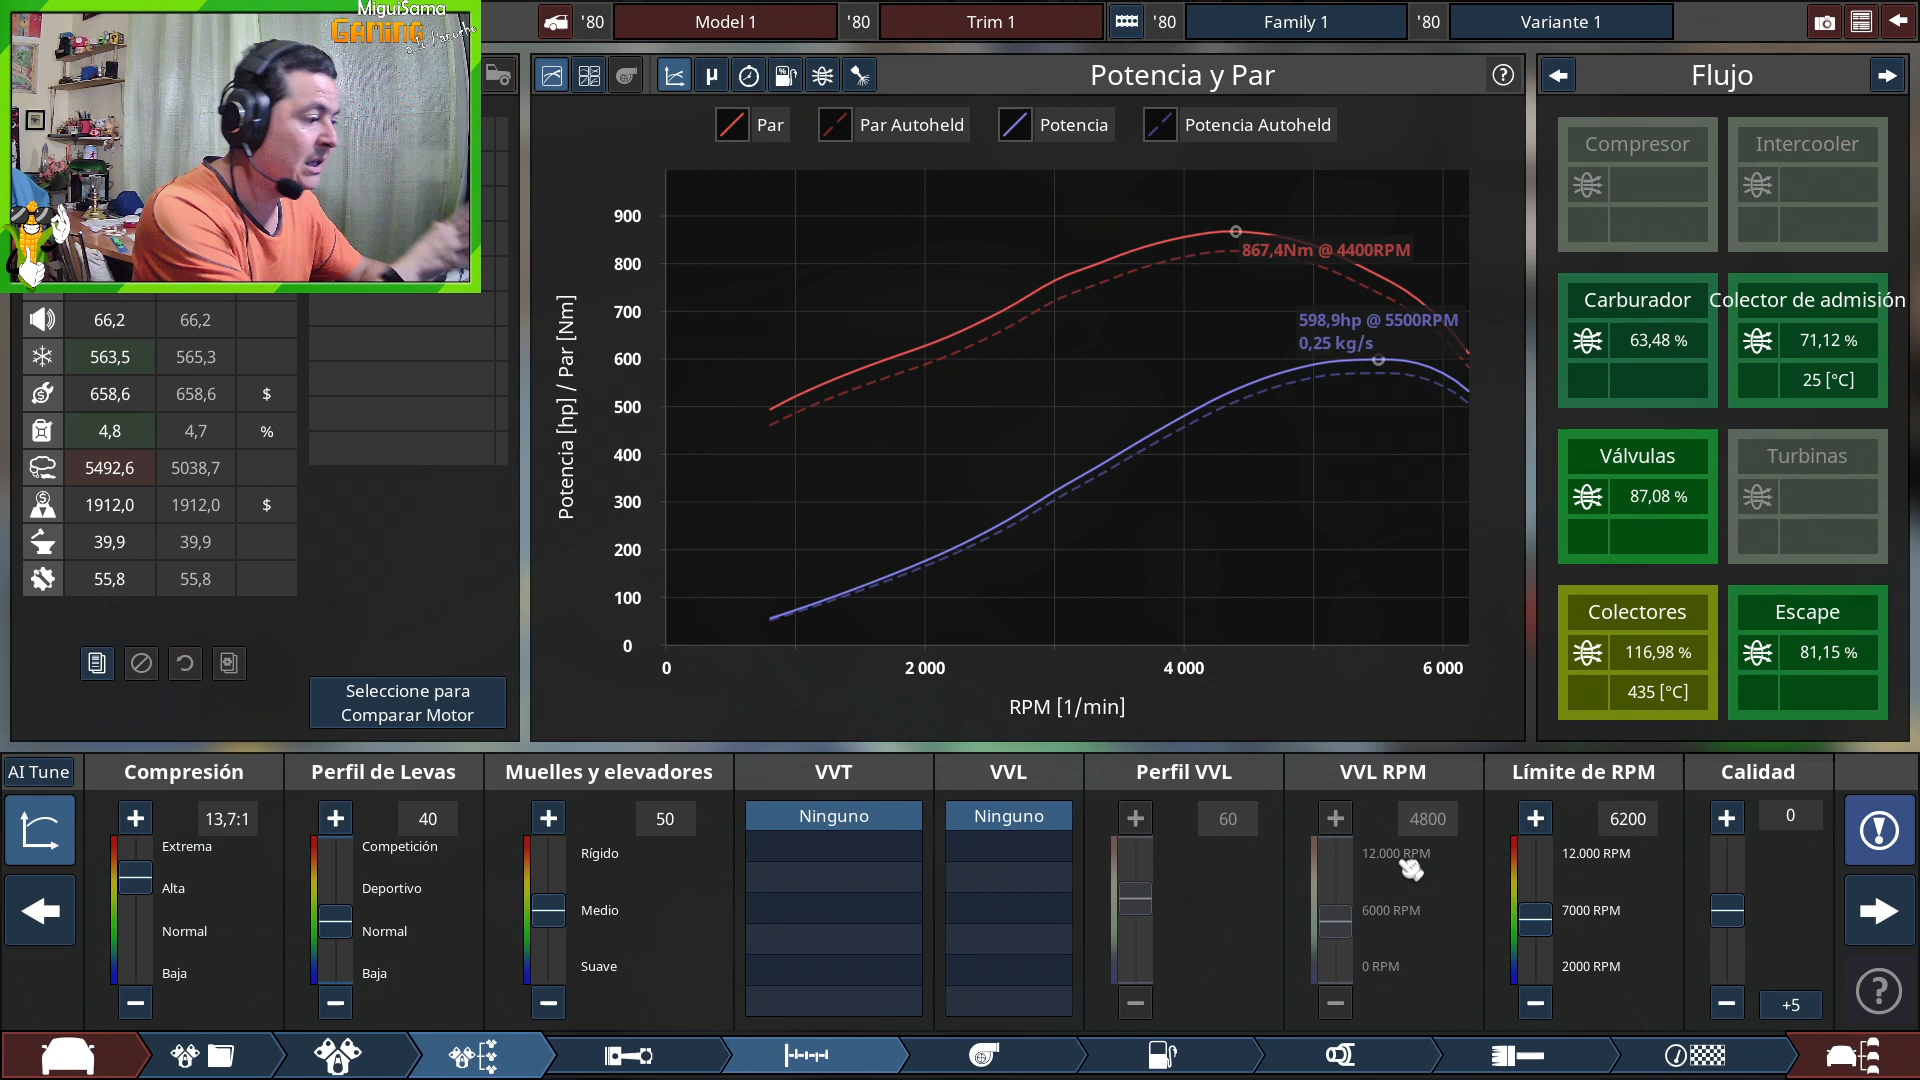 MiguiSama
GAMING
a lo Panocho
'80
Model 1
'80
Trim 1
'80
Family 1
'80
Variante 1
Potencia y Par
?
Par
Par Autoheld
Potencia
Potencia Autoheld
900
800
700
600
500
400
300
200
100
0
0
2 000
4 000
6 000
Potencia [hp] / Par [Nm]
RPM [1/min]
867,4Nm @ 4400RPM
598,9hp @ 5500RPM
0,25 kg/s
66,2 66,2
563,5 565,3
658,6 658,6 $
4,8 4,7 %
5492,6 5038,7
1912,0 1912,0 $
39,9 39,9
55,8 55,8
Seleccione para
Comparar Motor
Flujo
Compresor
Intercooler
Carburador
63,48 %
Colector de admisión
71,12 %
25 [°C]
Válvulas
87,08 %
Turbinas
Colectores
116,98 %
435 [°C]
Escape
81,15 %
AI Tune
Compresión
13,7:1
Extrema
Alta
Normal
Baja
Perfil de Levas
40
Competición
Deportivo
Normal
Baja
Muelles y elevadores
50
Rígido
Medio
Suave
VVT
Ninguno
VVL
Ninguno
Perfil VVL
60
VVL RPM
4800
12.000 RPM
6000 RPM
0 RPM
Límite de RPM
6200
12.000 RPM
7000 RPM
2000 RPM
Calidad
0
+5
?